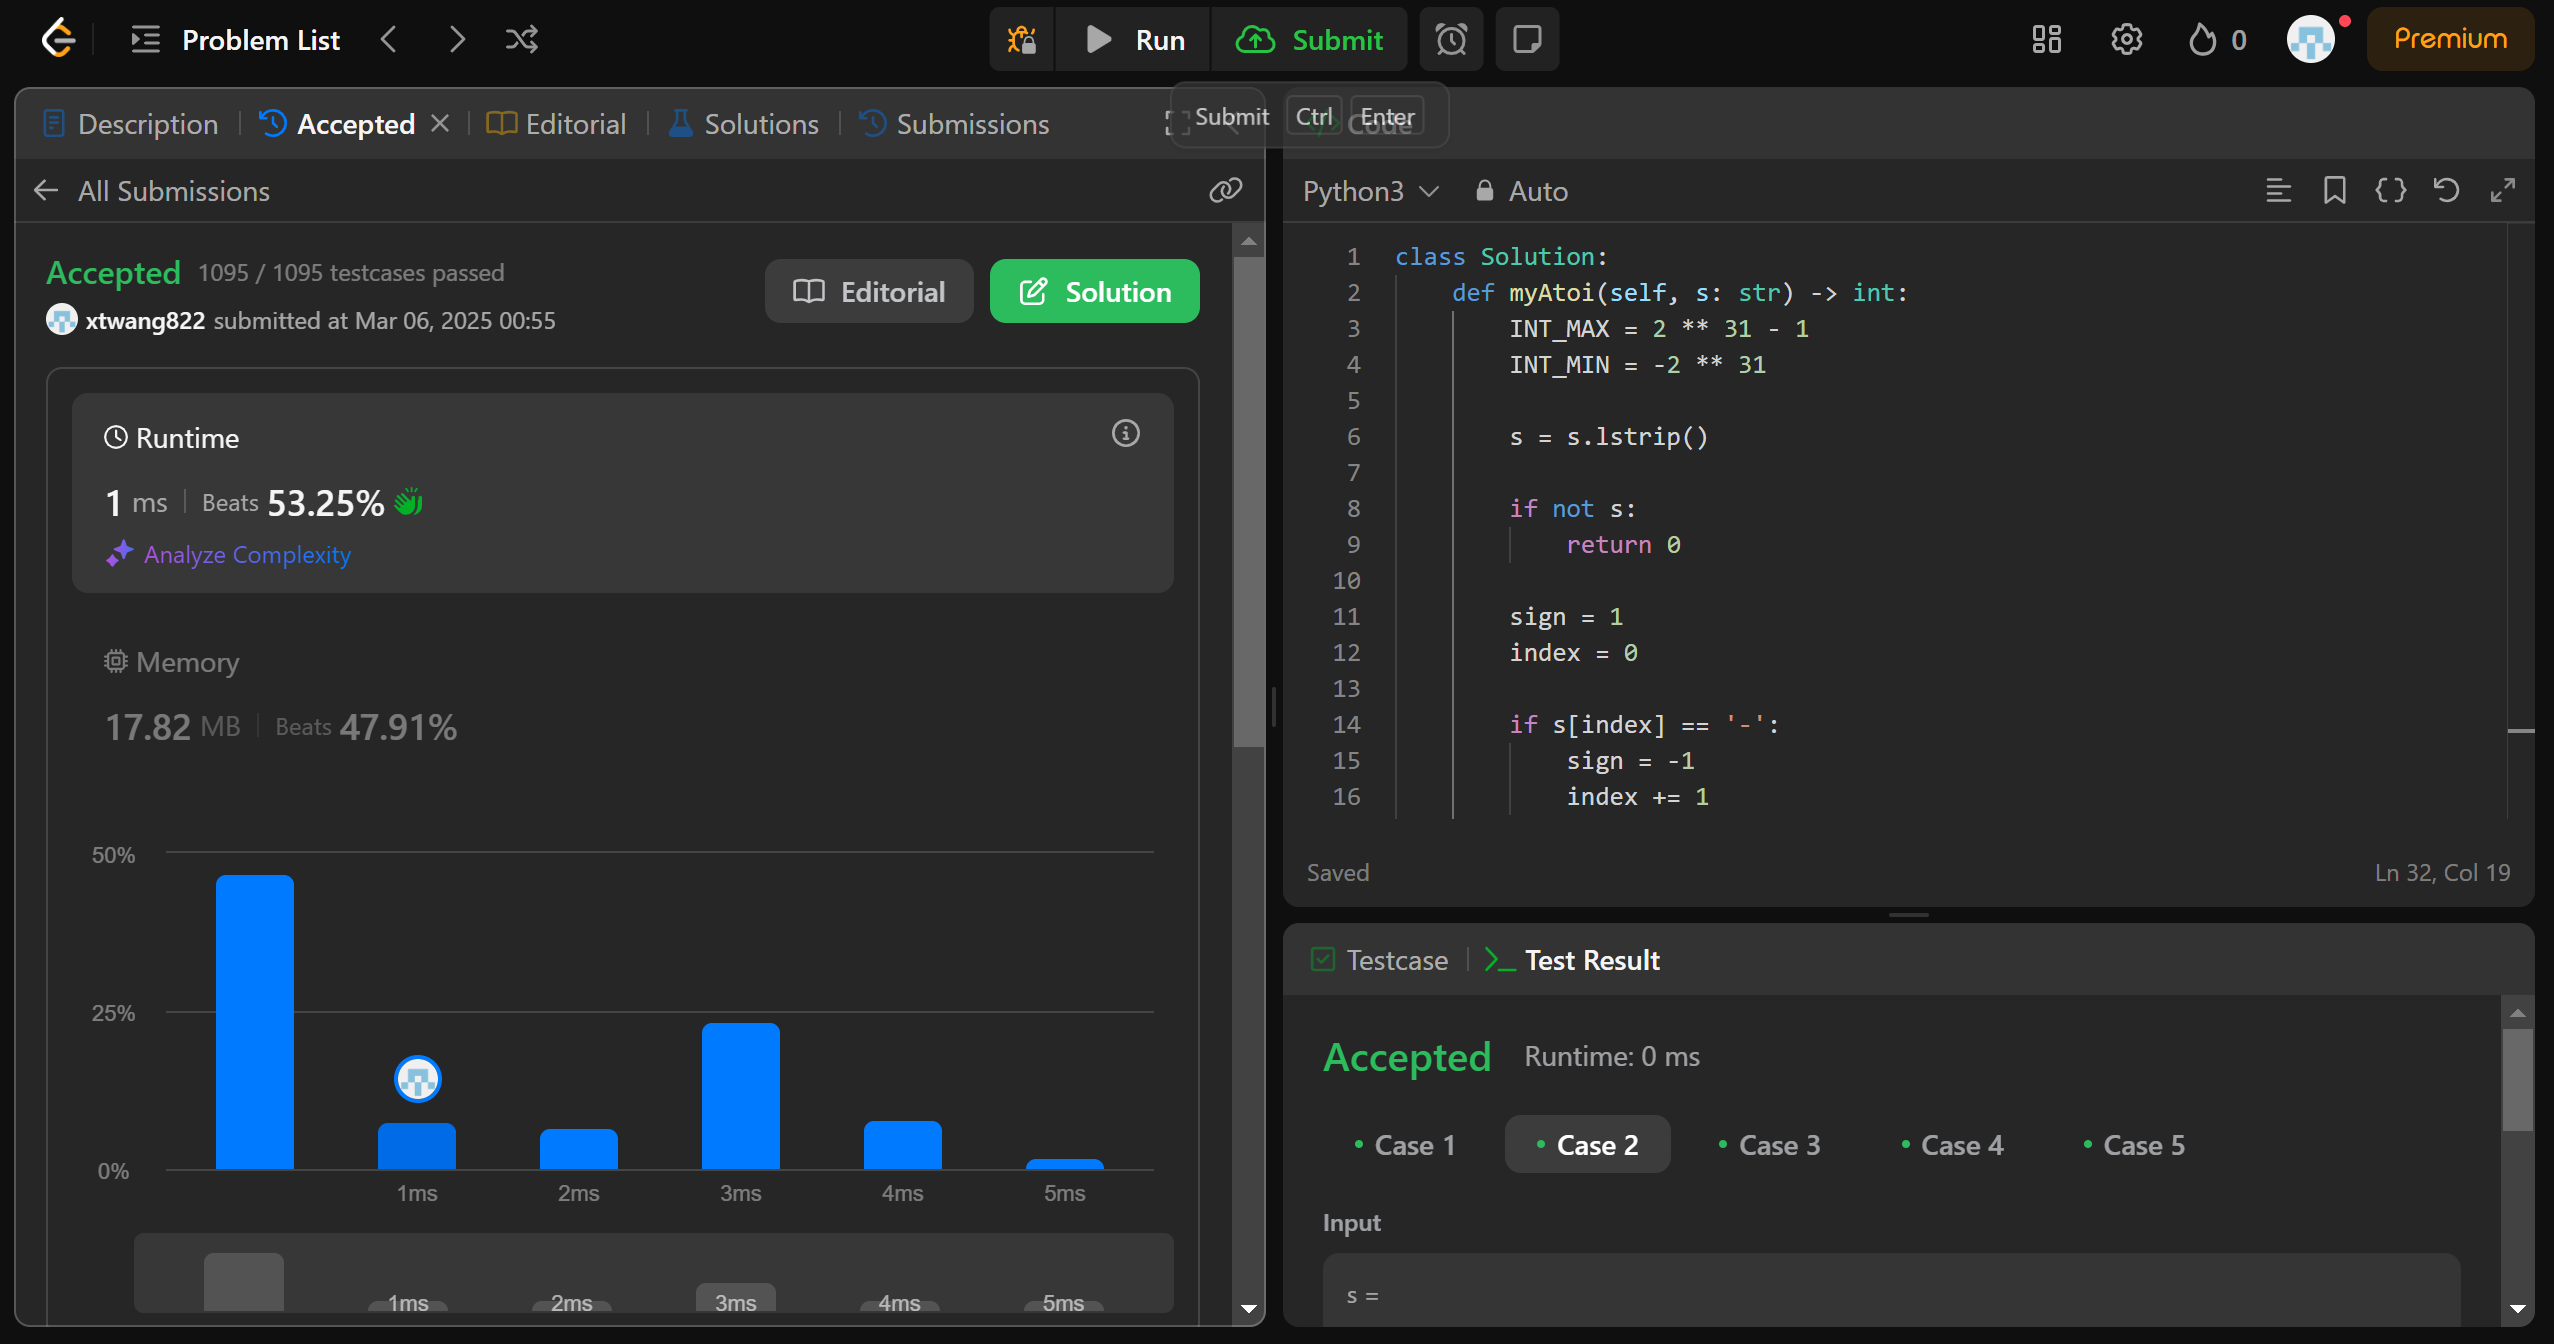 Problem List
Run
Submit
0
Premium
Description
Accepted
Editorial
Solutions
Submissions
Submit Ctrl Enter
Code
All Submissions
Accepted 1095 / 1095 testcases passed
xtwang822 submitted at Mar 06, 2025 00:55
Editorial
Solution
Runtime
1 ms Beats 53.25%
Analyze Complexity
Memory
17.82 MB Beats 47.91%
50%
25%
0%
1ms 2ms 3ms 4ms 5ms
1ms 2ms 3ms 4ms 5ms
Python3 Auto
1 class Solution:
2 def myAtoi(self, s: str) -> int:
3 INT_MAX = 2 ** 31 - 1
4 INT_MIN = -2 ** 31
5
6 s = s.lstrip()
7
8 if not s:
9 return 0
10
11 sign = 1
12 index = 0
13
14 if s[index] == '-':
15 sign = -1
16 index += 1
Saved
Ln 32, Col 19
Testcase
Test Result
Accepted Runtime: 0 ms
Case 1 Case 2 Case 3 Case 4 Case 5
Input
s =